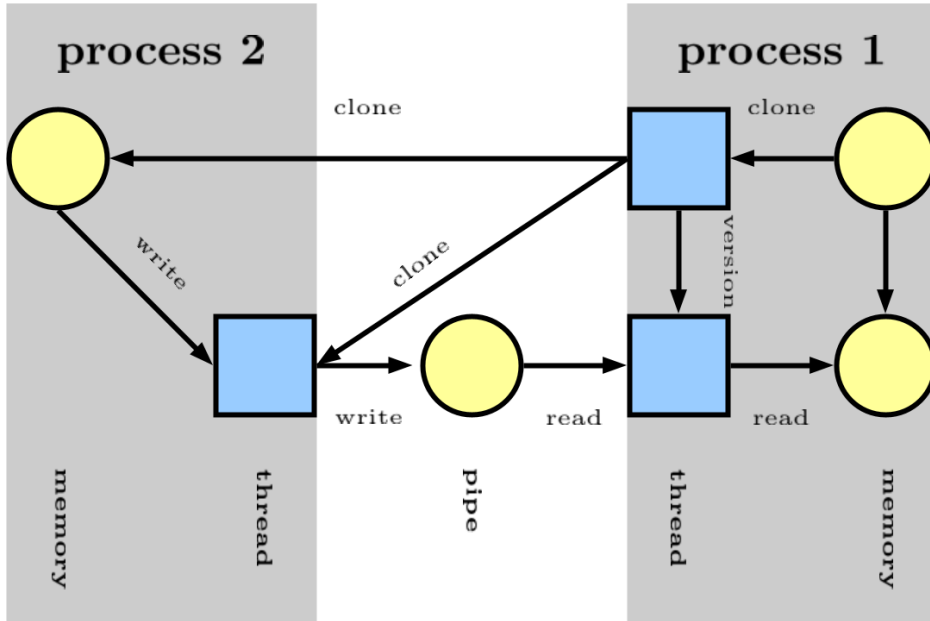 process 2
process 1
clone
clone
write
clone
version
write
read
read
memory
thread
pipe
thread
memory